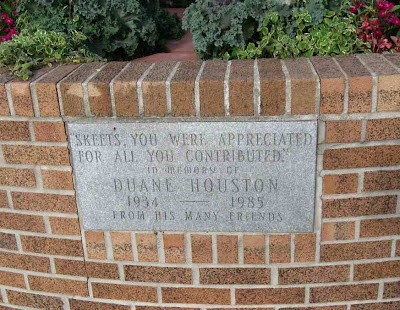 "SKEETS, YOU WERE APPRECIATED
FOR ALL YOU CONTRIBUTED."
IN MEMORY OF
DUANE HOUSTON
1934 — 1985
FROM HIS MANY FRIENDS